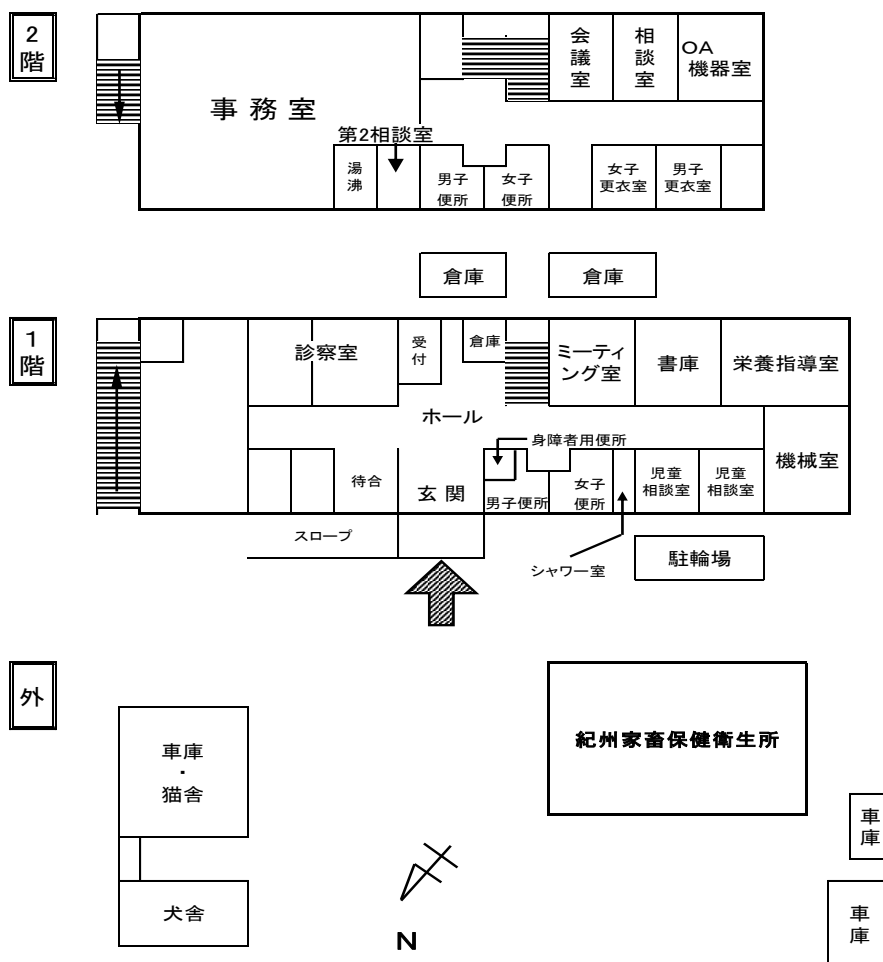 2
階
会
議
室
相
談
室
OA
機器室
事 務 室
第2相談室
湯
沸
男子
便所
女子
便所
女子
更衣室
男子
更衣室
倉庫
倉庫
1
階
診察室
受
付
倉庫
ミーティ
ング室
書庫
栄養指導室
ホール
身障者用便所
待合
玄 関
男子便所
女子
便所
児童
相談室
児童
相談室
機械室
スロープ
シャワー室
駐輪場
外
車庫
・
猫舎
紀州家畜保健衛生所
車
庫
犬舎
車
庫
N